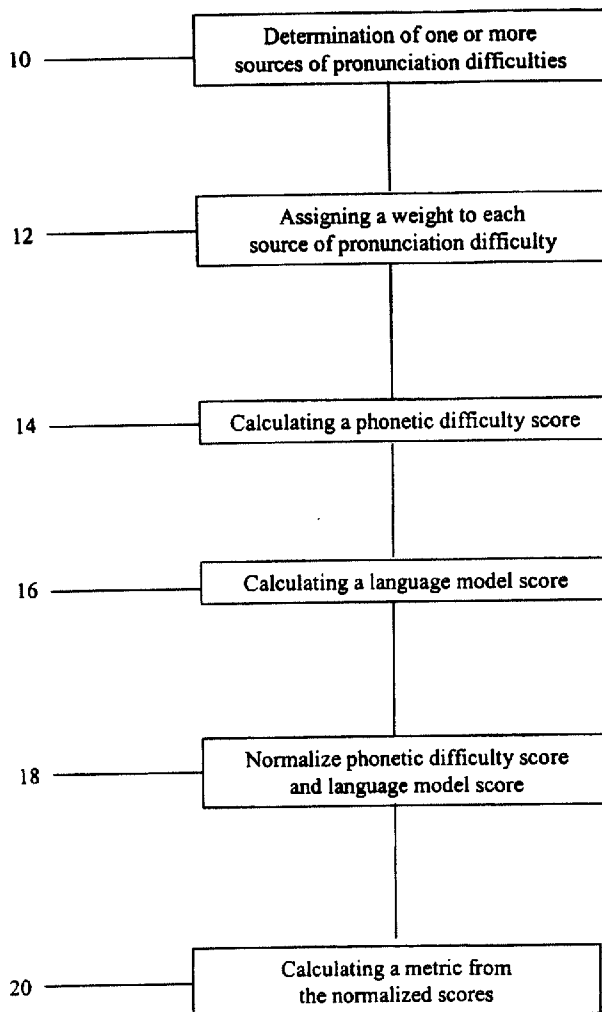 10
Determination of one or more
sources of pronunciation difficulties
12
Assigning a weight to each
source of pronunciation difficulty
14
Calculating a phonetic difficulty score
16
Calculating a language model score
18
Normalize phonetic difficulty score
and language model score
20
Calculating a metric from
the normalized scores